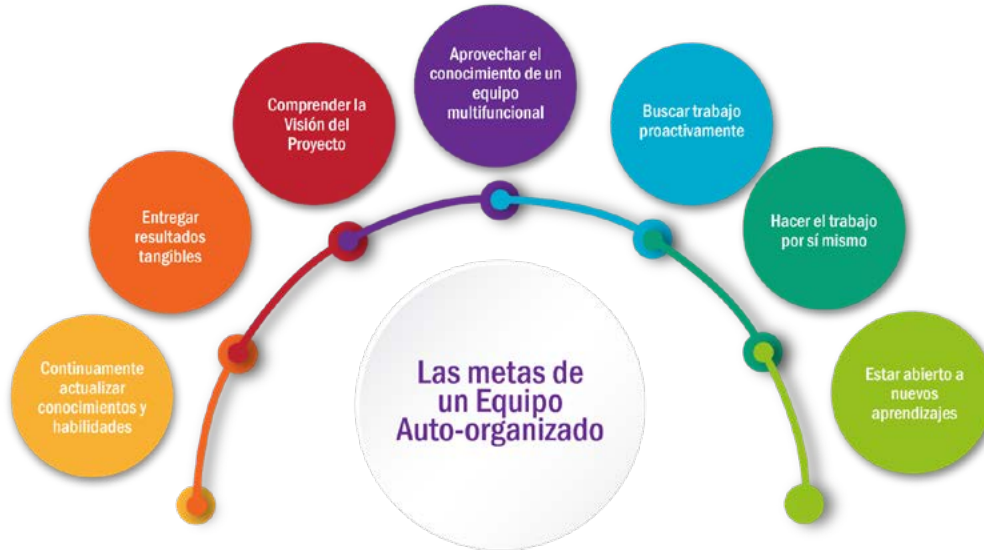 Aprovechar el
conocimiento de un
equipo
multifuncional
Comprender la
Visión del
Proyecto
Buscar trabajo
proactivamente
Entregar
resultados
tangibles
Hacer el trabajo
por sí mismo
Continuamente
actualizar
conocimientos y
habilidades
Las metas de
un Equipo
Auto-organizado
Estar abierto a
nuevos
aprendizajes